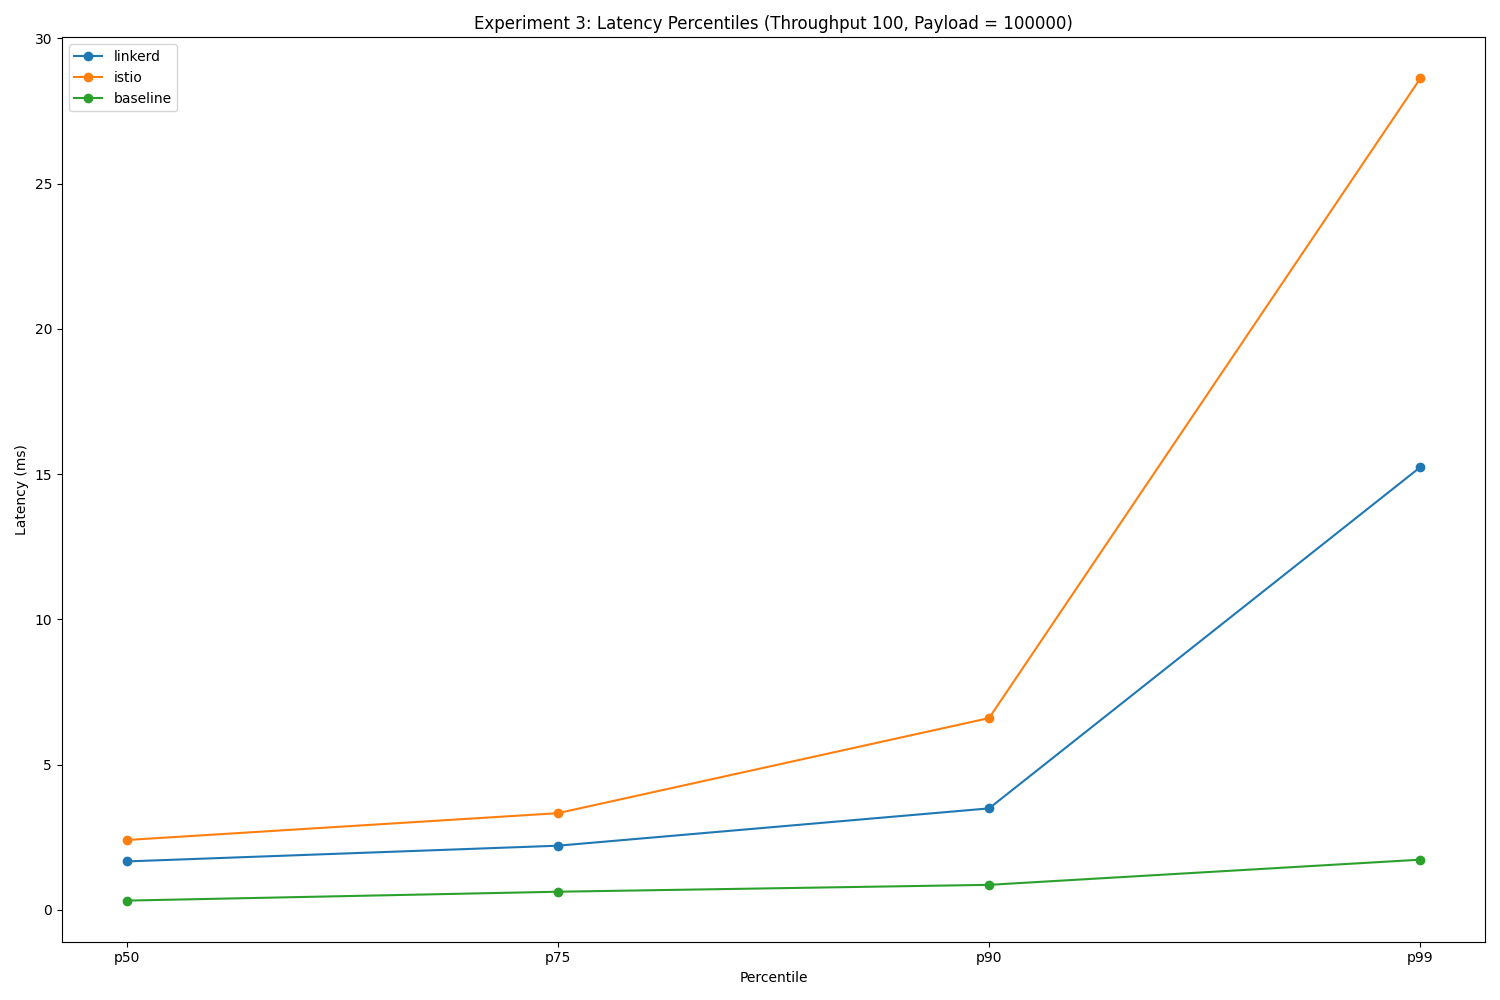 Experiment 3: Latency Percentiles (Throughput 100, Payload = 100000)
linkerd
istio
baseline
Latency (ms)
30
25
20
15
10
5
0
p50
p75
p90
p99
Percentile